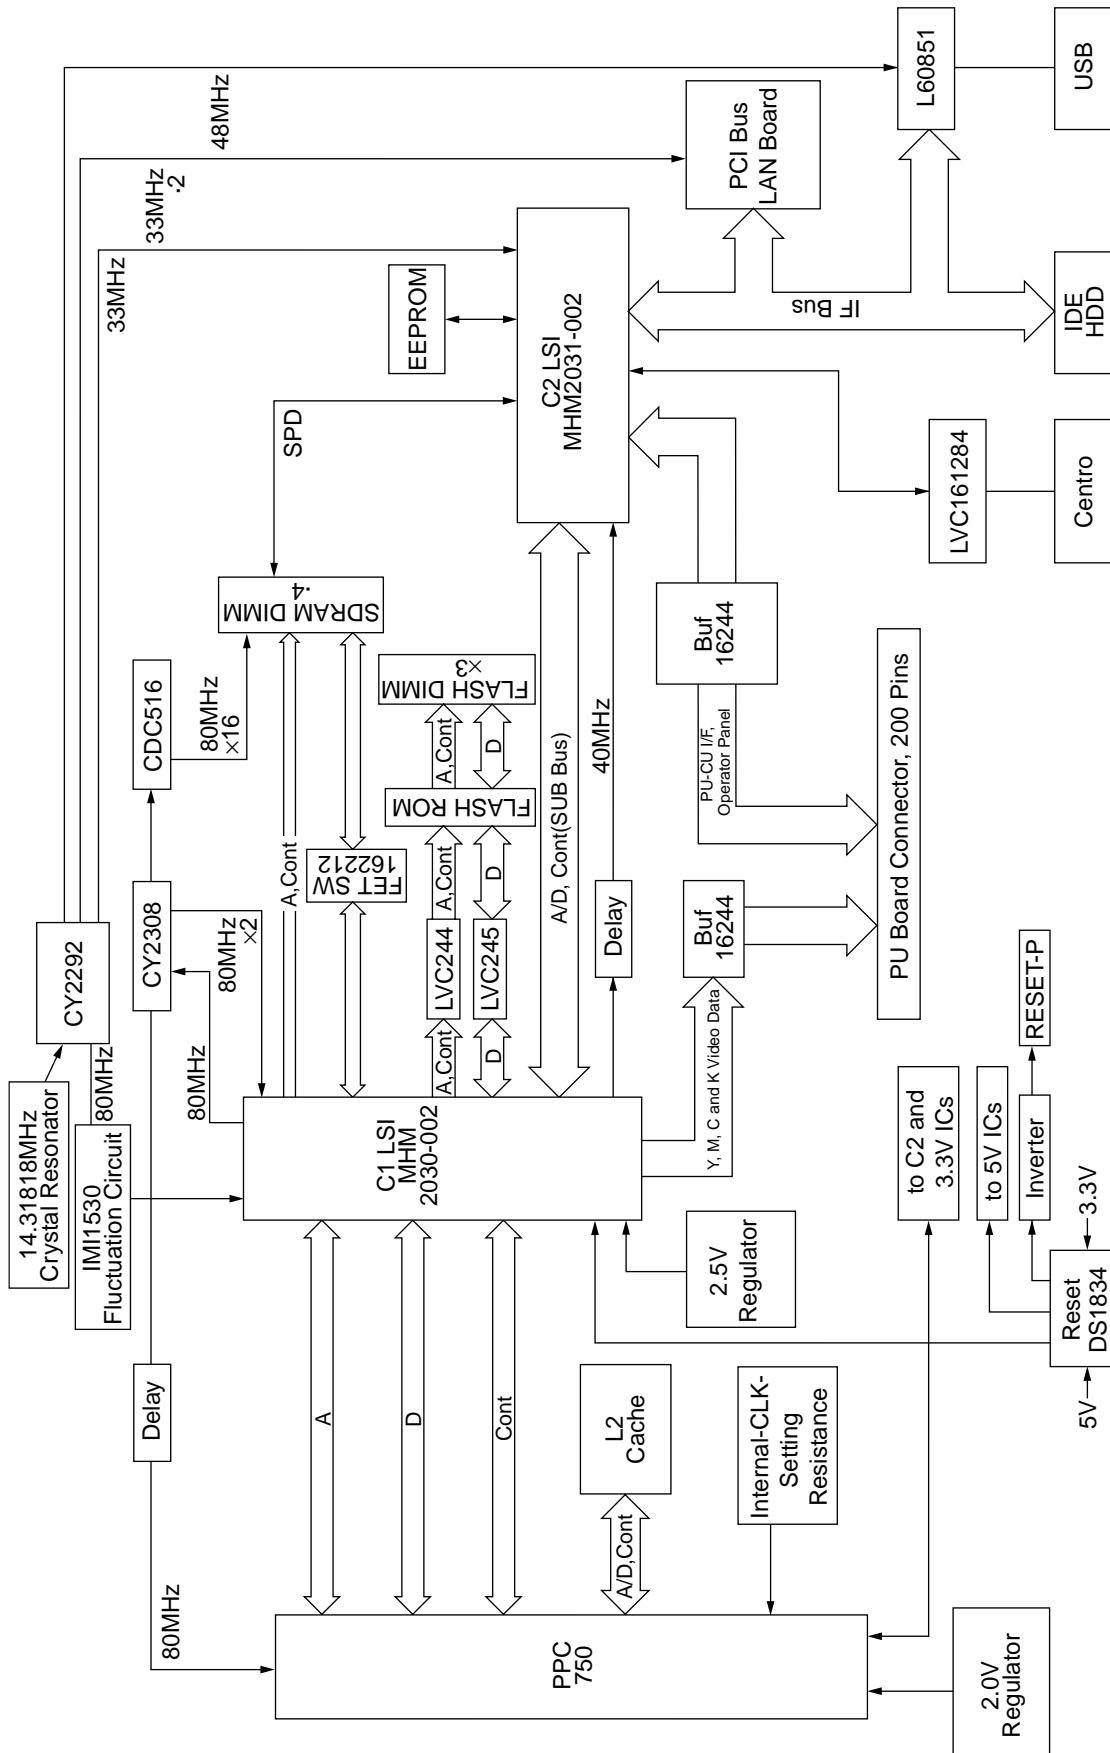 14.31818MHz
Crystal Resonator
CY2292
33MHz
33MHz
·2
48MHz
IMI1530
Fluctuation Circuit
80MHz
80MHz
Delay
80MHz
CY2308
80MHz
×2
CDC516
80MHz
×16
SPD
EEPROM
PCI Bus
LAN Board
L60851
USB
PPC
750
A
D
Cont
A/D,Cont
L2
Cache
Internal-CLK-
Setting
Resistance
2.0V
Regulator
2.5V
Regulator
C1 LSI
MHM
2030-002
A,Cont
FET SW
162212
SDRAM DIMM
·4
A,Cont
LVC244
A,Cont
FLASH ROM
A,Cont
FLASH DIMM
×3
D
LVC245
D
D
A/D, Cont(SUB Bus)
Delay
40MHz
C2 LSI
MHM2031-002
IF Bus
IDE
HDD
LVC161284
Centro
Y, M, C and K Video Data
Buf
16244
PU-CU I/F,
Operator Panel
Buf
16244
PU Board Connector, 200 Pins
to C2 and
3.3V ICs
to 5V ICs
Inverter
RESET-P
5V
Reset
DS1834
3.3V